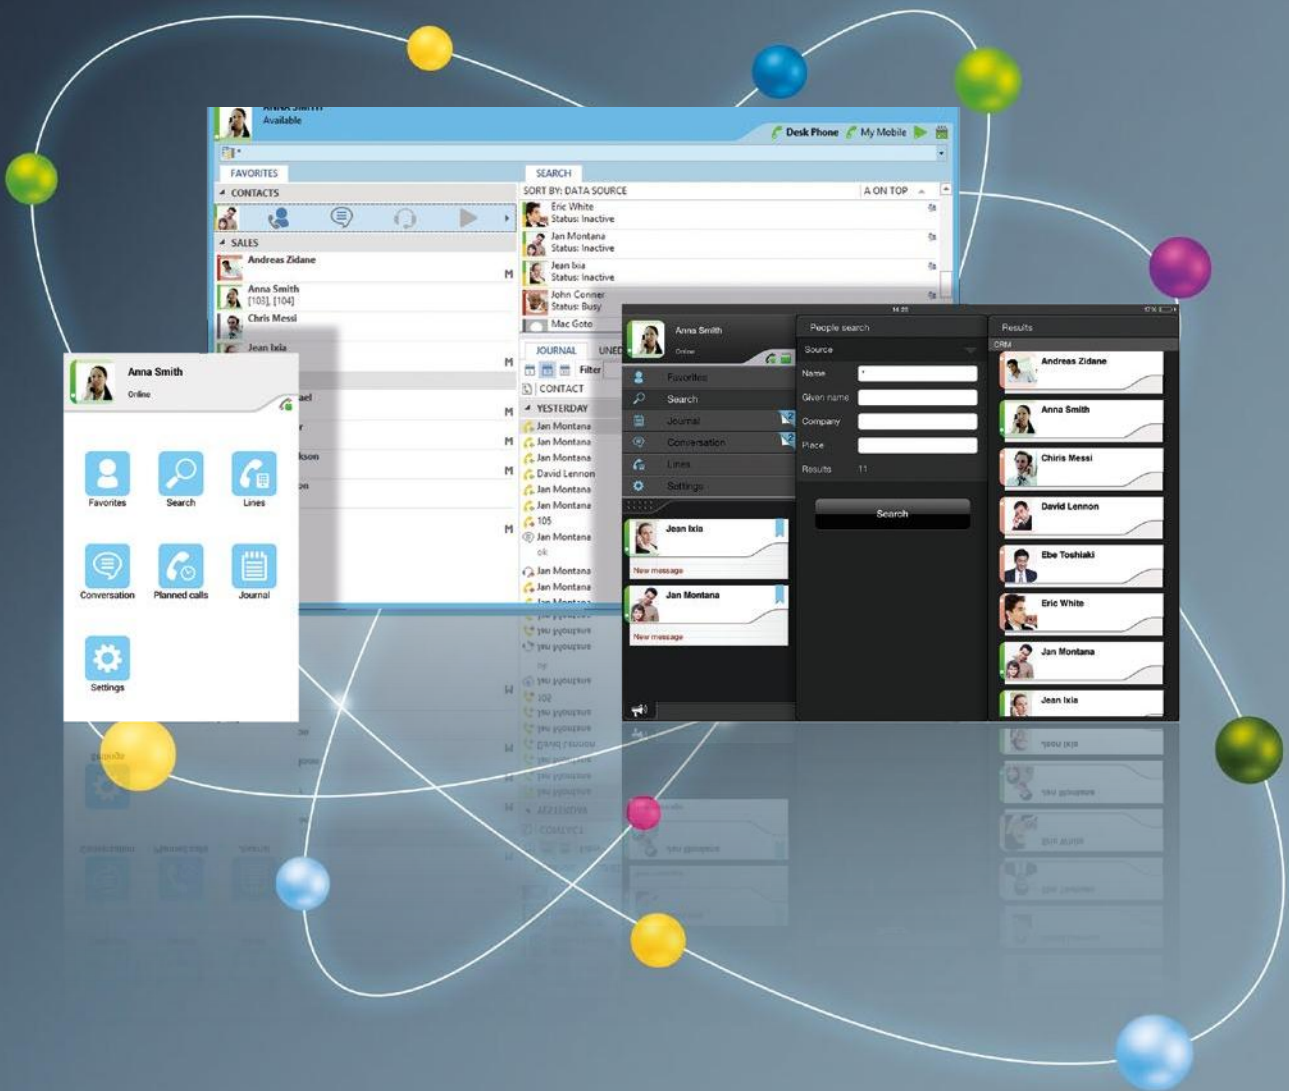 Available
Desk Phone My Mobile
FAVORITES
CONTACTS
SALES
Andreas Zidane
M
Anna Smith
[103], [104]
Chris Messi
Jean Ixia
M
M
M
M
M
SEARCH
SORT BY: DATA SOURCE A ON TOP
Eric White
Status: Inactive
Jan Montana
Status: Inactive
Jean Ixia
Status: Inactive
John Conner
Status: Busy
Mac Goto
JOURNAL
Filter
CONTACT
YESTERDAY
Jan Montana
Jan Montana
Jan Montana
David Lennon
Jan Montana
Jan Montana
105
Jan Montana
ok
Jan Montana
Jan Montana
Jan Montana
Anna Smith
Online
Favorites Search Lines
Conversation Planned calls Journal
Settings
Anna Smith
Online
Favorites
Search
Journal 2
Conversation 2
Lines
Settings
Jean Ixia
New message
Jan Montana
New message
People search
Source
Name *
Given name
Company
Place
Results 11
Search
Results
CRM
Andreas Zidane
Anna Smith
Chiris Messi
David Lennon
Ebe Toshiaki
Eric White
Jan Montana
Jean Ixia